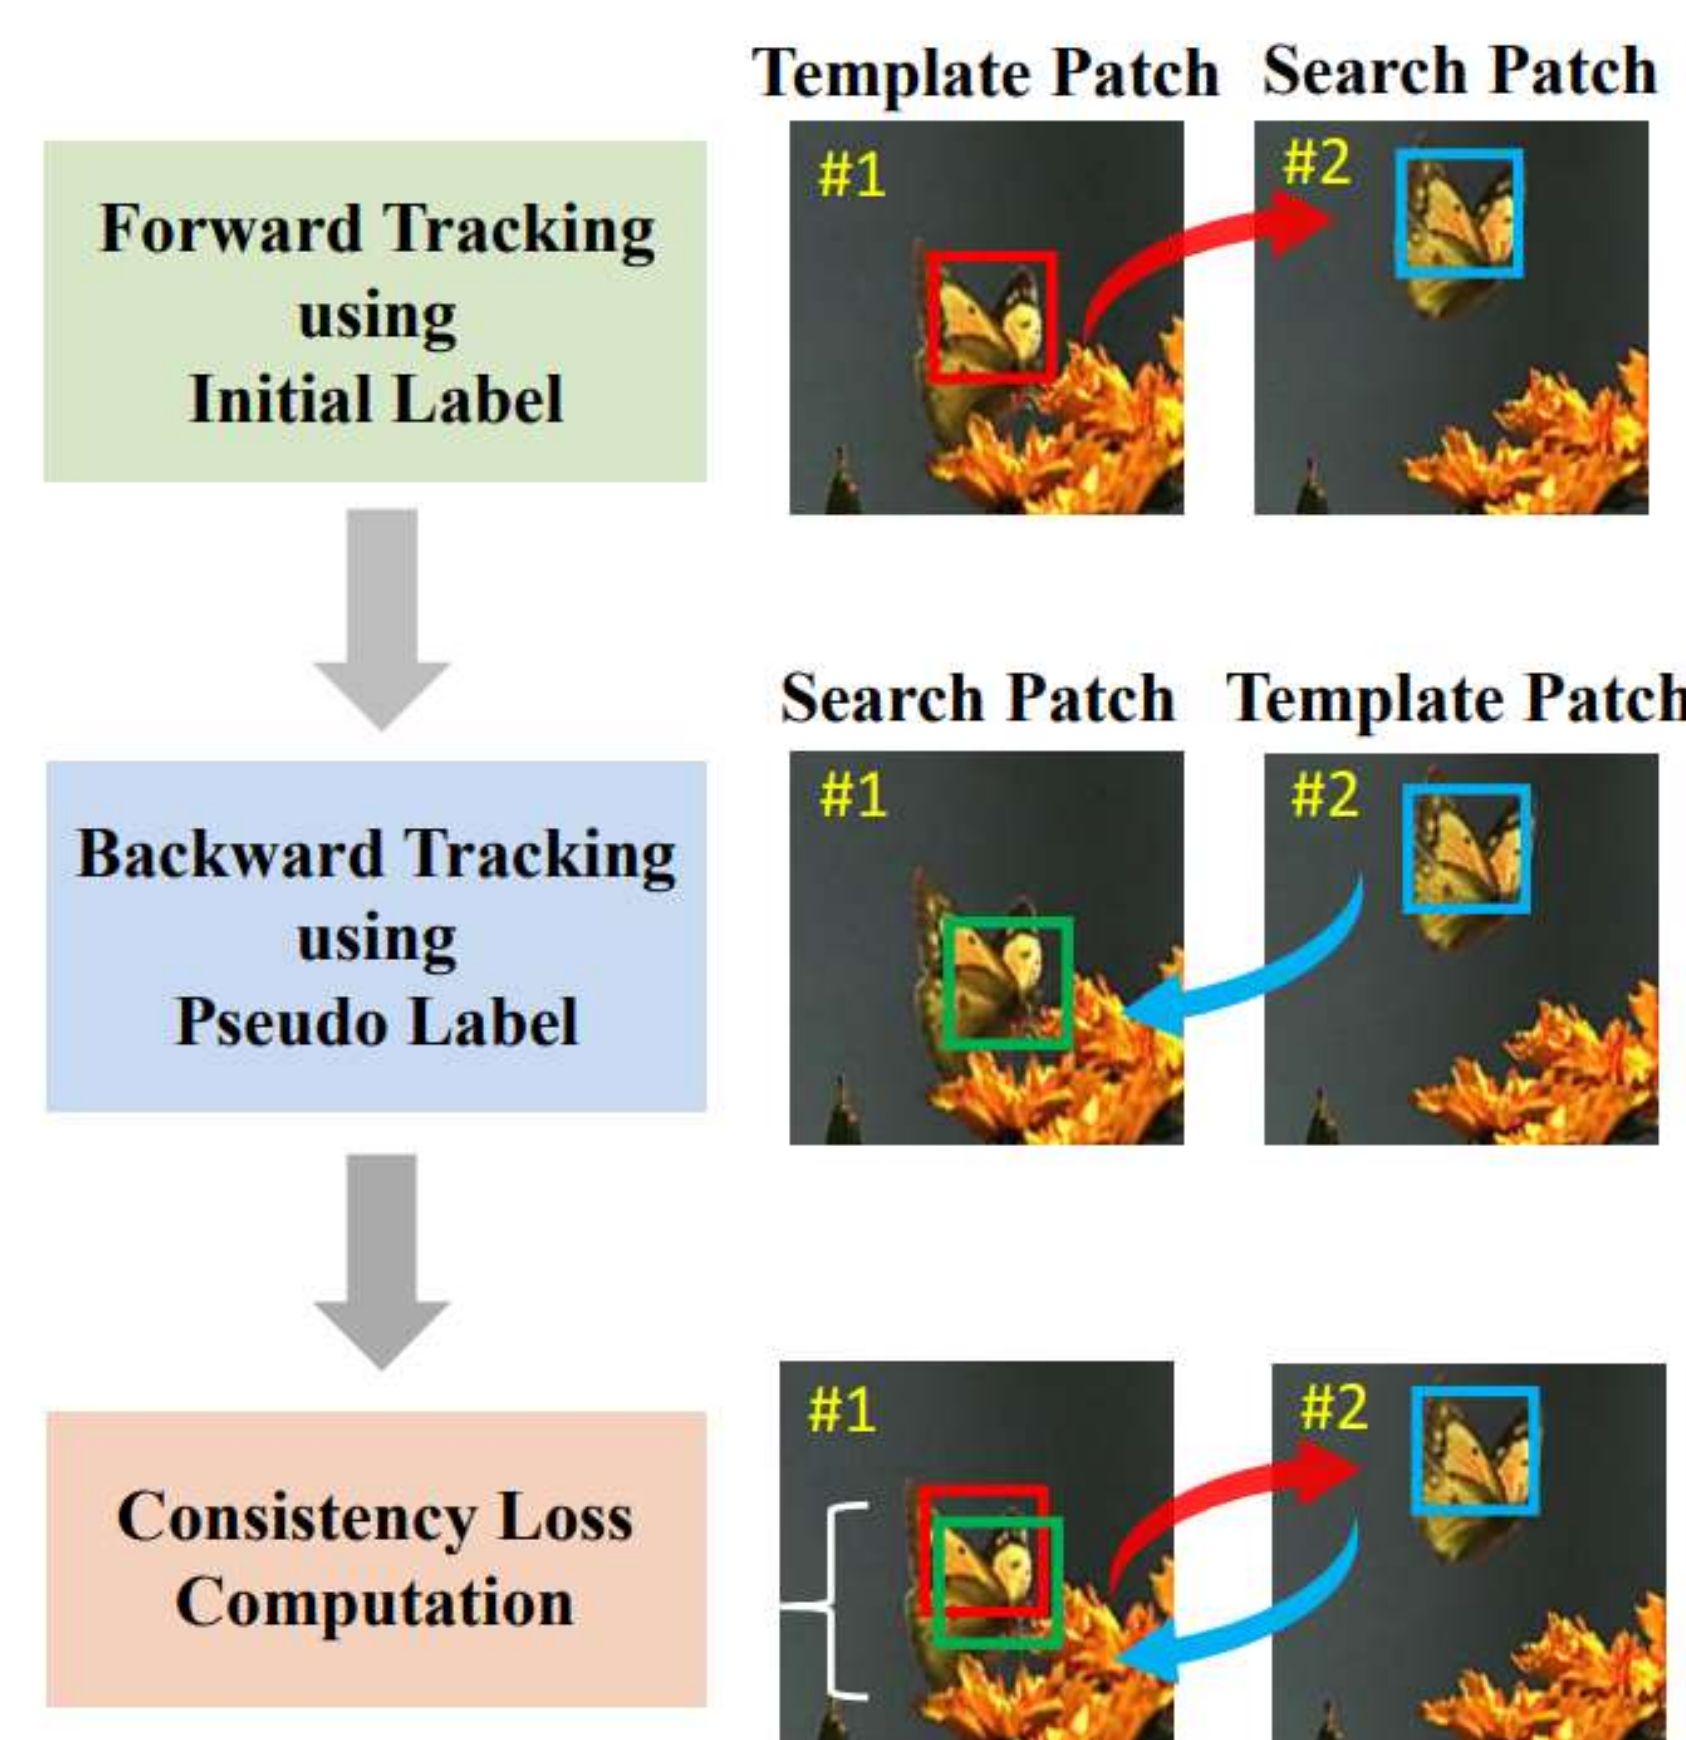 Template Patch Search Patch
#1 #2
Forward Tracking
using
Initial Label
Search Patch Template Patch
#1 #2
Backward Tracking
using
Pseudo Label
#1 #2
Consistency Loss
Computation